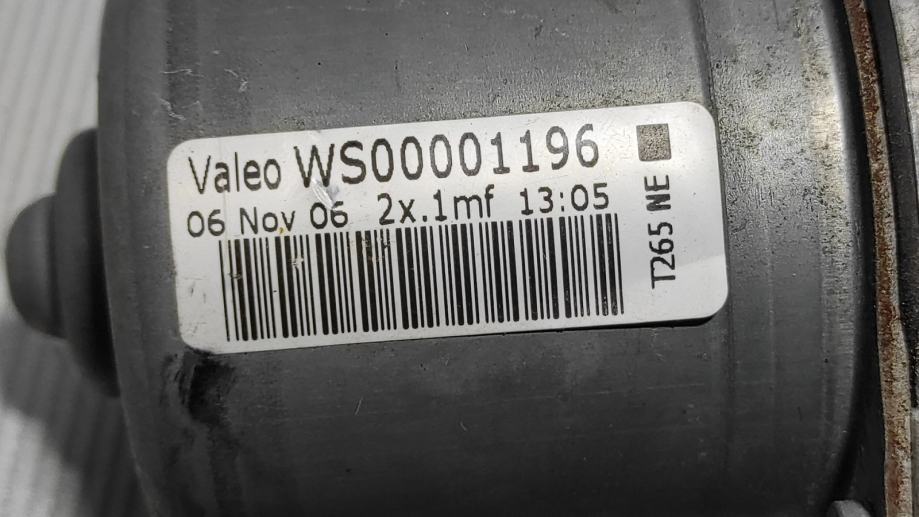 Valeo WS00001196
06 Nov 06 2x.1mf 13:05
T265 NE